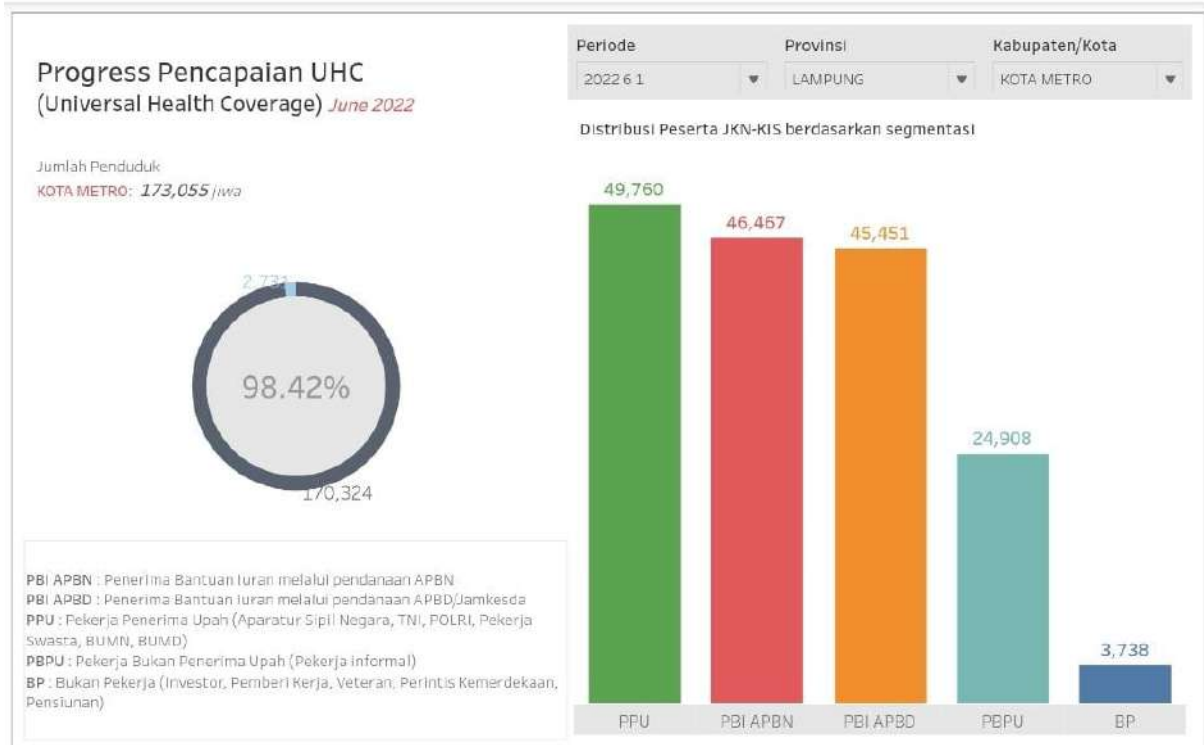 Progress Pencapaian UHC
(Universal Health Coverage) June 2022
Jumlah Penduduk
KOTA METRO: 173,055 jiwa
2,731
98.42%
170,324
PBI APBN : Penerima Bantuan Iuran melalui pendanaan APBN
PBI APBD : Penerima Bantuan Iuran melalui pendanaan APBD/Jamkesda
PPU : Pekerja Penerima Upah (Aparatur Sipil Negara, TNI, POLRI, Pekerja
Swasta, BUMN, BUMD)
PBPU : Pekerja Bukan Penerima Upah (Pekerja informal)
BP : Bukan Pekerja (Investor, Pemberi Kerja, Veteran, Perintis Kemerdekaan,
Pensiunan)
Periode Provinsi Kabupaten/Kota
2022 6 1 LAMPUNG KOTA METRO
Distribusi Peserta JKN-KIS berdasarkan segmentasi
49,760
46,467
45,451
24,908
3,738
PPU PBI APBN PBI APBD PBPU BP